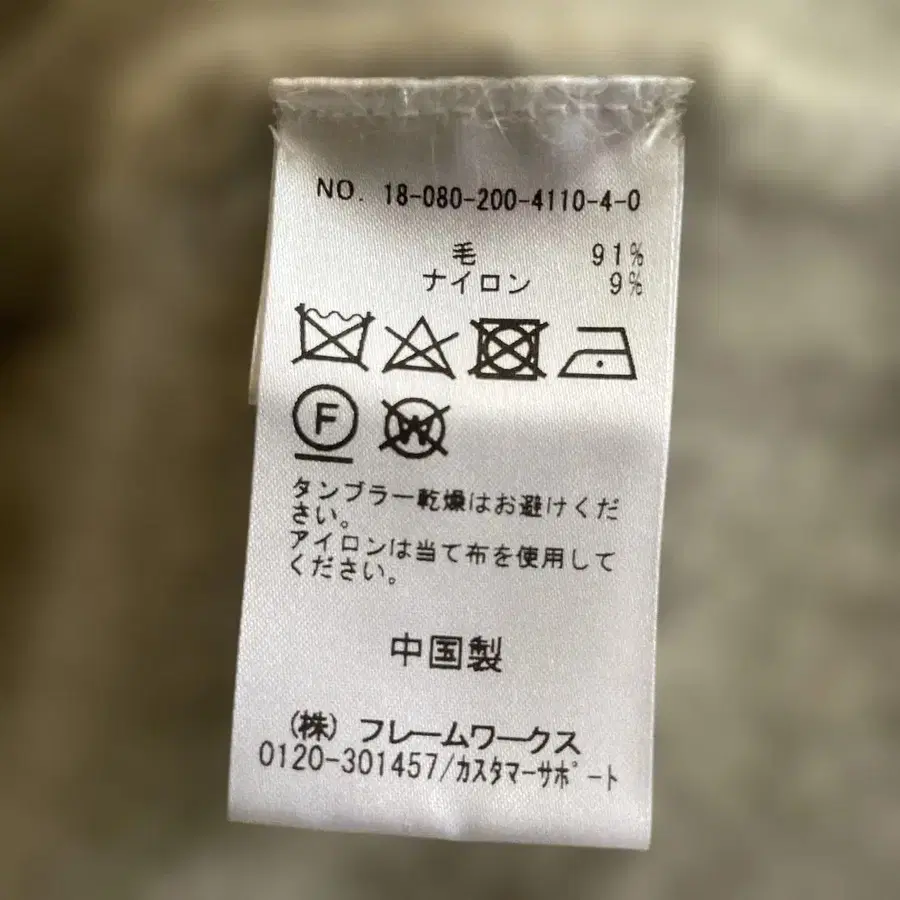 NO. 18-080-200-4110-4-0
毛 91%
ナイロン 9%
F
W
タンブラー乾燥はお避けくだ
さい。
アイロンは当て布を使用して
ください。
中国製
(株) フレームワークス
0120-301457/カスタマーサポート